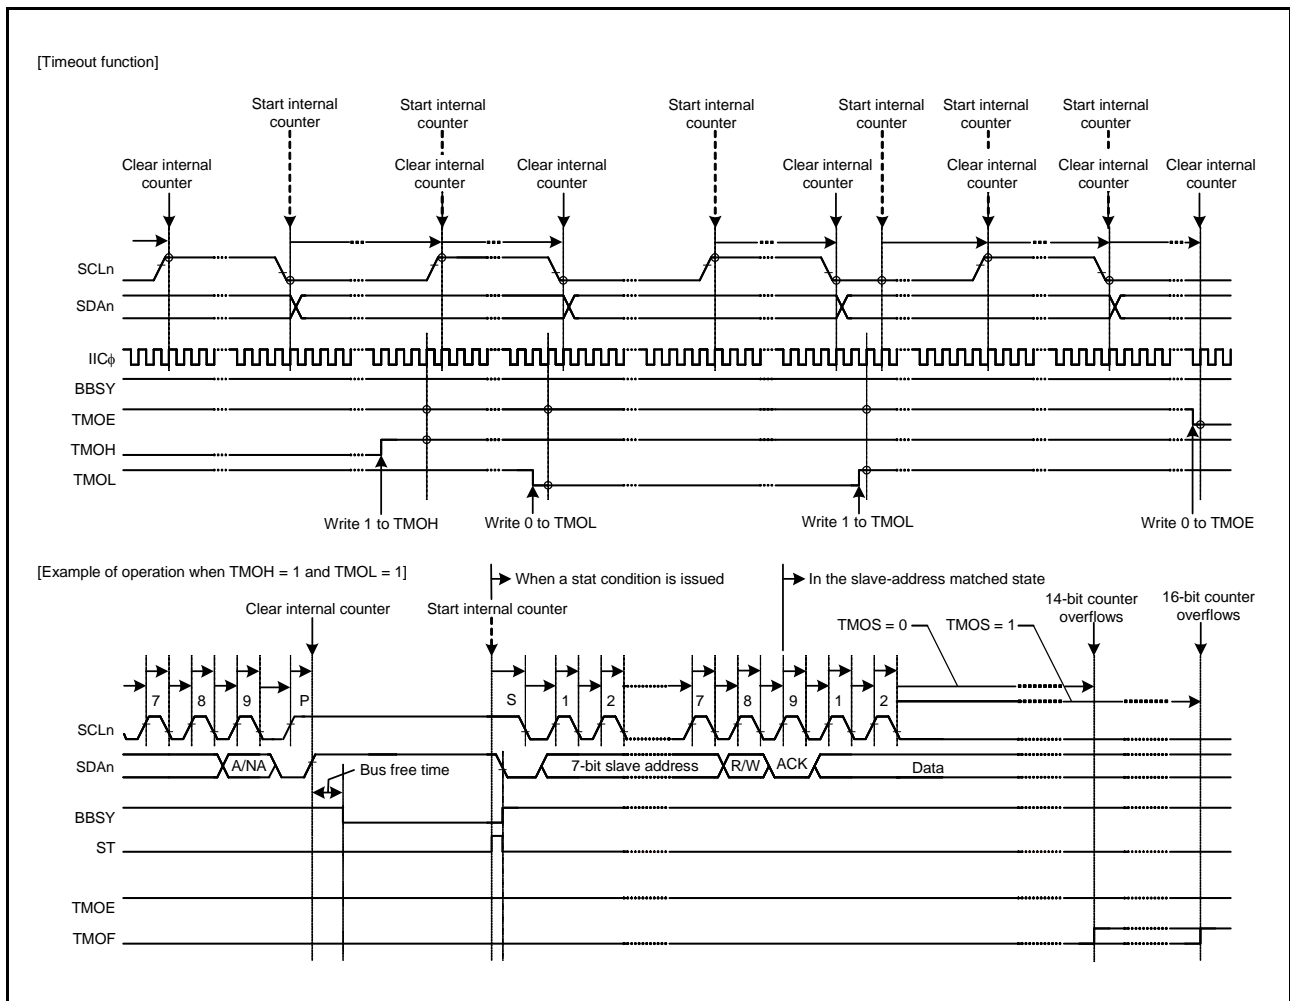 [Timeout function]
Start internal counter
Start internal counter
Start internal counter
Start internal counter
Start internal counter
Start internal counter
Clear internal counter
Clear internal counter
Clear internal counter
Clear internal counter
Clear internal counter
Clear internal counter
Clear internal counter
SCLn
SDAn
IICϕ
BBSY
TMOE
TMOH
TMOL
Write 1 to TMOH
Write 0 to TMOL
Write 1 to TMOL
Write 0 to TMOE
[Example of operation when TMOH = 1 and TMOL = 1]
When a stat condition is issued
In the slave-address matched state
Clear internal counter
Start internal counter
14-bit counter overflows
16-bit counter overflows
TMOS = 0
TMOS = 1
7 8 9 P S 1 2 7 8 9 1 2
SCLn
SDAn
A/NA
Bus free time
7-bit slave address
R/W
ACK
Data
BBSY
ST
TMOE
TMOF